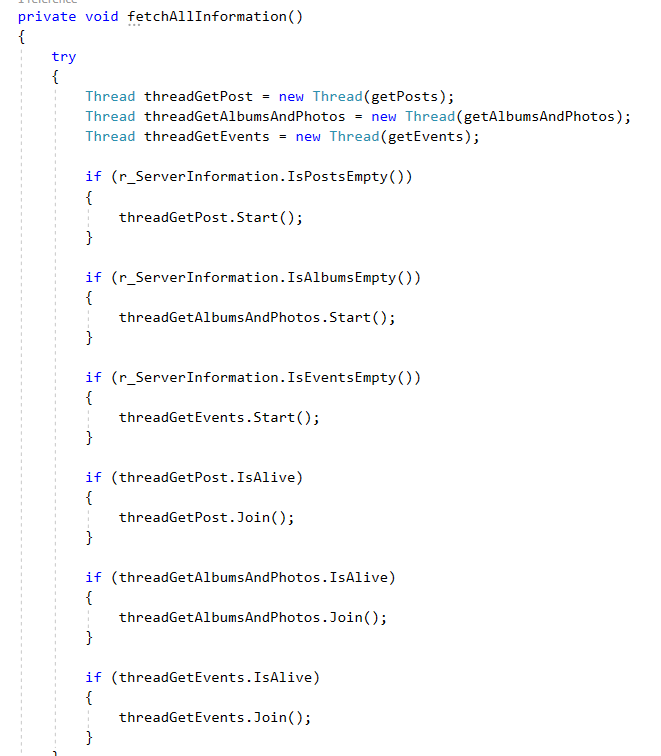 1 reference
private void fetchAllInformation()
{
try
{
Thread threadGetPost = new Thread(getPosts);
Thread threadGetAlbumsAndPhotos = new Thread(getAlbumsAndPhotos);
Thread threadGetEvents = new Thread(getEvents);
if (r_ServerInformation.IsPostsEmpty())
{
threadGetPost.Start();
}
if (r_ServerInformation.IsAlbumsEmpty())
{
threadGetAlbumsAndPhotos.Start();
}
if (r_ServerInformation.IsEventsEmpty())
{
threadGetEvents.Start();
}
if (threadGetPost.IsAlive)
{
threadGetPost.Join();
}
if (threadGetAlbumsAndPhotos.IsAlive)
{
threadGetAlbumsAndPhotos.Join();
}
if (threadGetEvents.IsAlive)
{
threadGetEvents.Join();
}
}